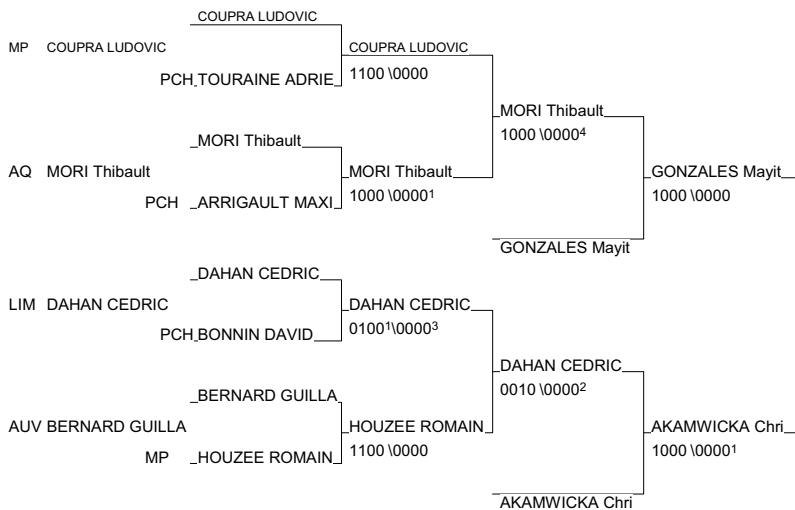 COUPRA LUDOVIC
MP COUPRA LUDOVIC COUPRA LUDOVIC
PCH TOURAINE ADRIE 1100 \0000
MORI Thibault
1000 \0000⁴
MORI Thibault
AQ MORI Thibault MORI Thibault GONZALES Mayit
PCH ARRIGAULT MAXI 1000 \0000¹ 1000 \0000
GONZALES Mayit
DAHAN CEDRIC
LIM DAHAN CEDRIC DAHAN CEDRIC
PCH BONNIN DAVID 0100¹\0000³
DAHAN CEDRIC
0010 \0000²
BERNARD GUILLA
AUV BERNARD GUILLA HOUZEE ROMAIN AKAMWICKA Chri
MP HOUZEE ROMAIN 1100 \0000 1000 \0000¹
AKAMWICKA Chri